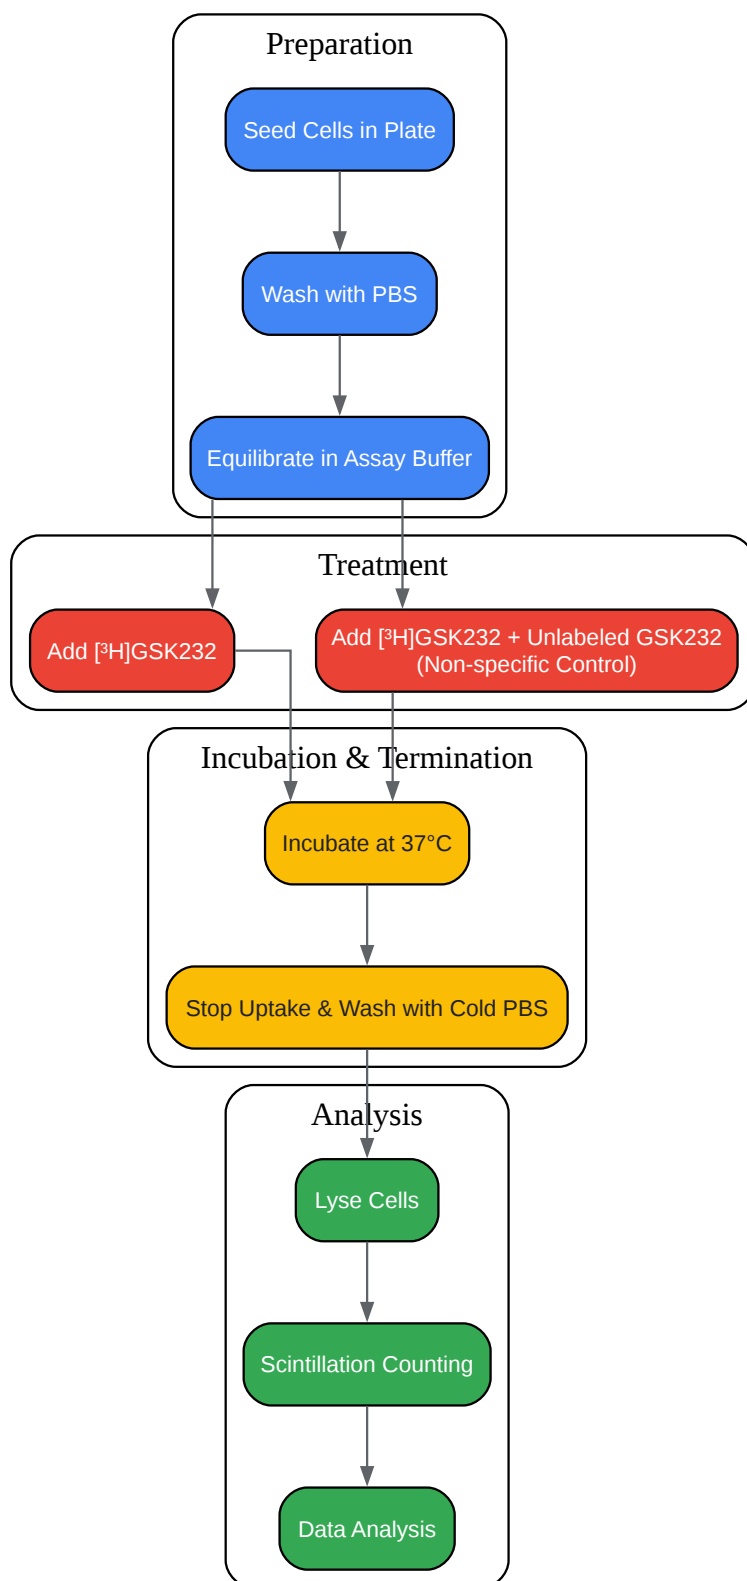 Preparation
Seed Cells in Plate
Wash with PBS
Equilibrate in Assay Buffer
Treatment
Add [³H]GSK232
Add [³H]GSK232 + Unlabeled GSK232
(Non-specific Control)
Incubation & Termination
Incubate at 37°C
Stop Uptake & Wash with Cold PBS
Analysis
Lyse Cells
Scintillation Counting
Data Analysis